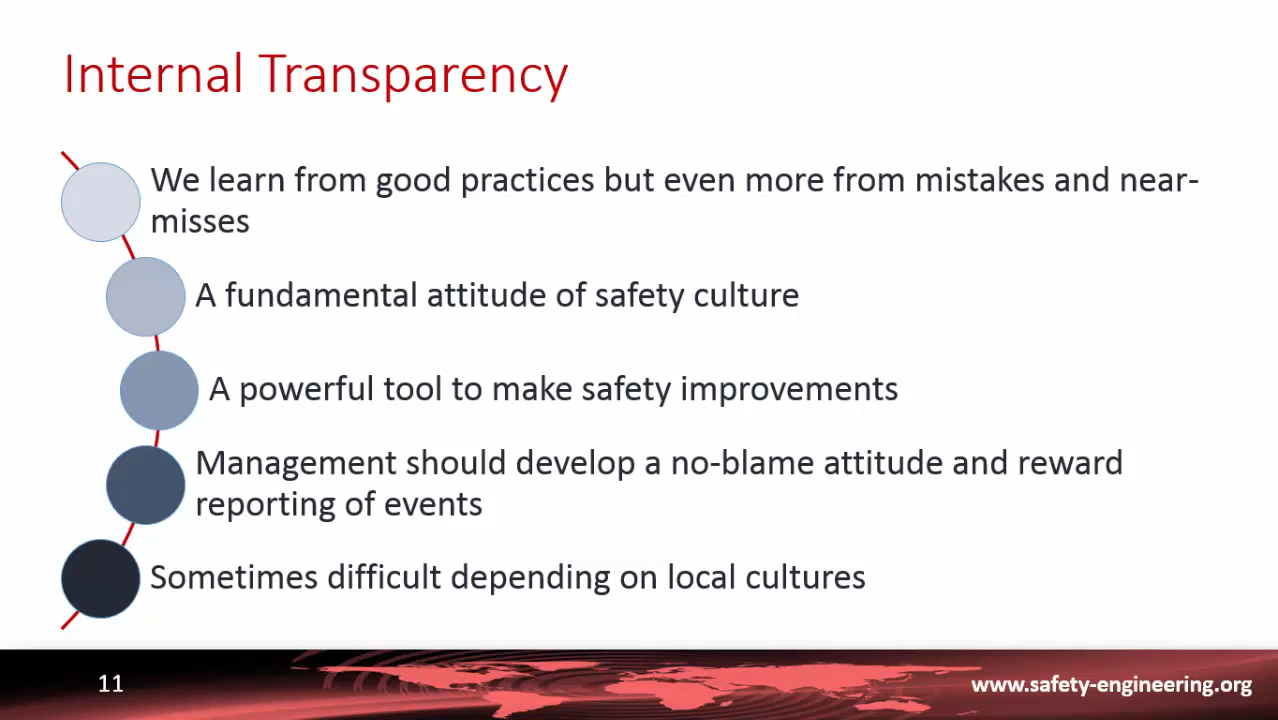 Internal Transparency
We learn from good practices but even more from mistakes and near-
misses
A fundamental attitude of safety culture
A powerful tool to make safety improvements
Management should develop a no-blame attitude and reward
reporting of events
Sometimes difficult depending on local cultures
11
www.safety-engineering.org